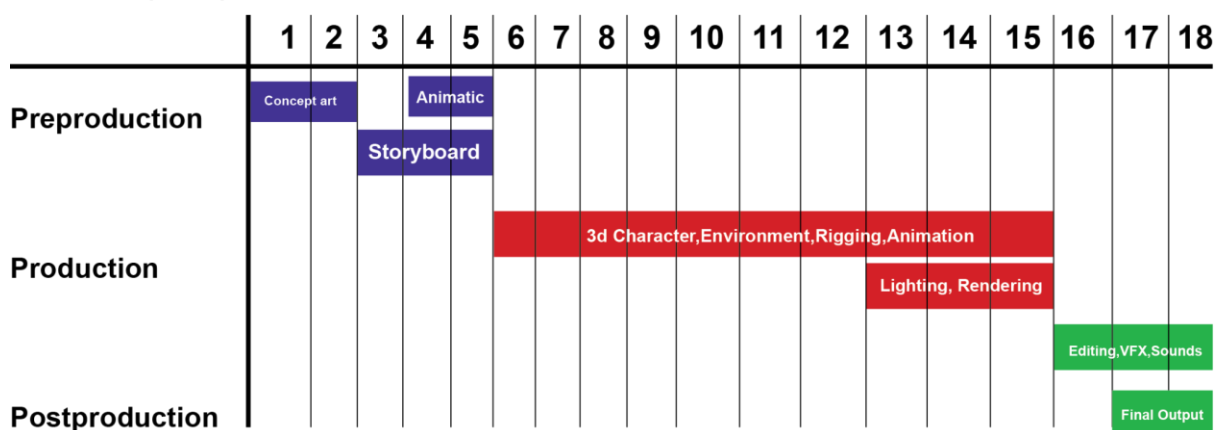 1 2 3 4 5 6 7 8 9 10 11 12 13 14 15 16 17 18
Preproduction
Concept art
Animatic
Storyboard
Production
3d Character,Environment,Rigging,Animation
Lighting, Rendering
Editing,VFX,Sounds
Postproduction
Final Output